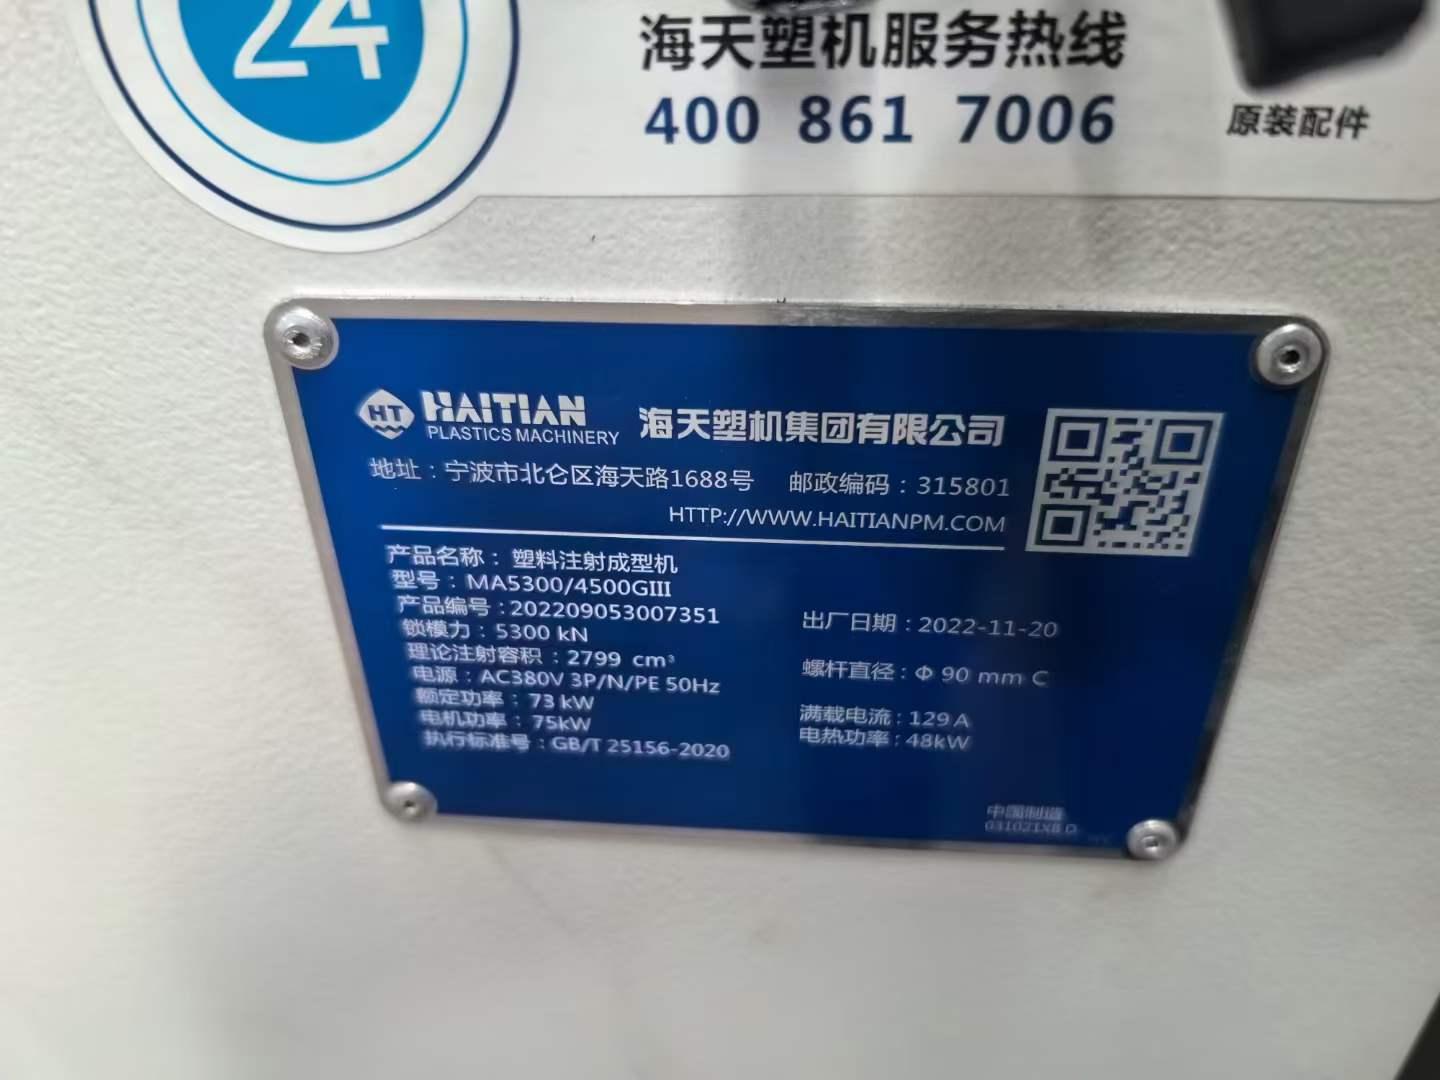 24
海天塑机服务热线
400 861 7006
原装配件
HT HAITIAN
PLASTICS MACHINERY
海天塑机集团有限公司
地址：宁波市北仑区海天路1688号 邮政编码：315801
HTTP://WWW.HAITIANPM.COM
产品名称： 塑料注射成型机
型号：MA5300/4500GIII
产品编号：202209053007351 出厂日期：2022-11-20
锁模力：5300 kN
理论注射容积：2799 cm³ 螺杆直径：Φ 90 mm C
电源：AC380V 3P/N/PE 50Hz
额定功率：73 kW 满载电流：129 A
电机功率：75kW 电热功率：48kW
执行标准号：GB/T 25156-2020
中国制造
031021X8 D